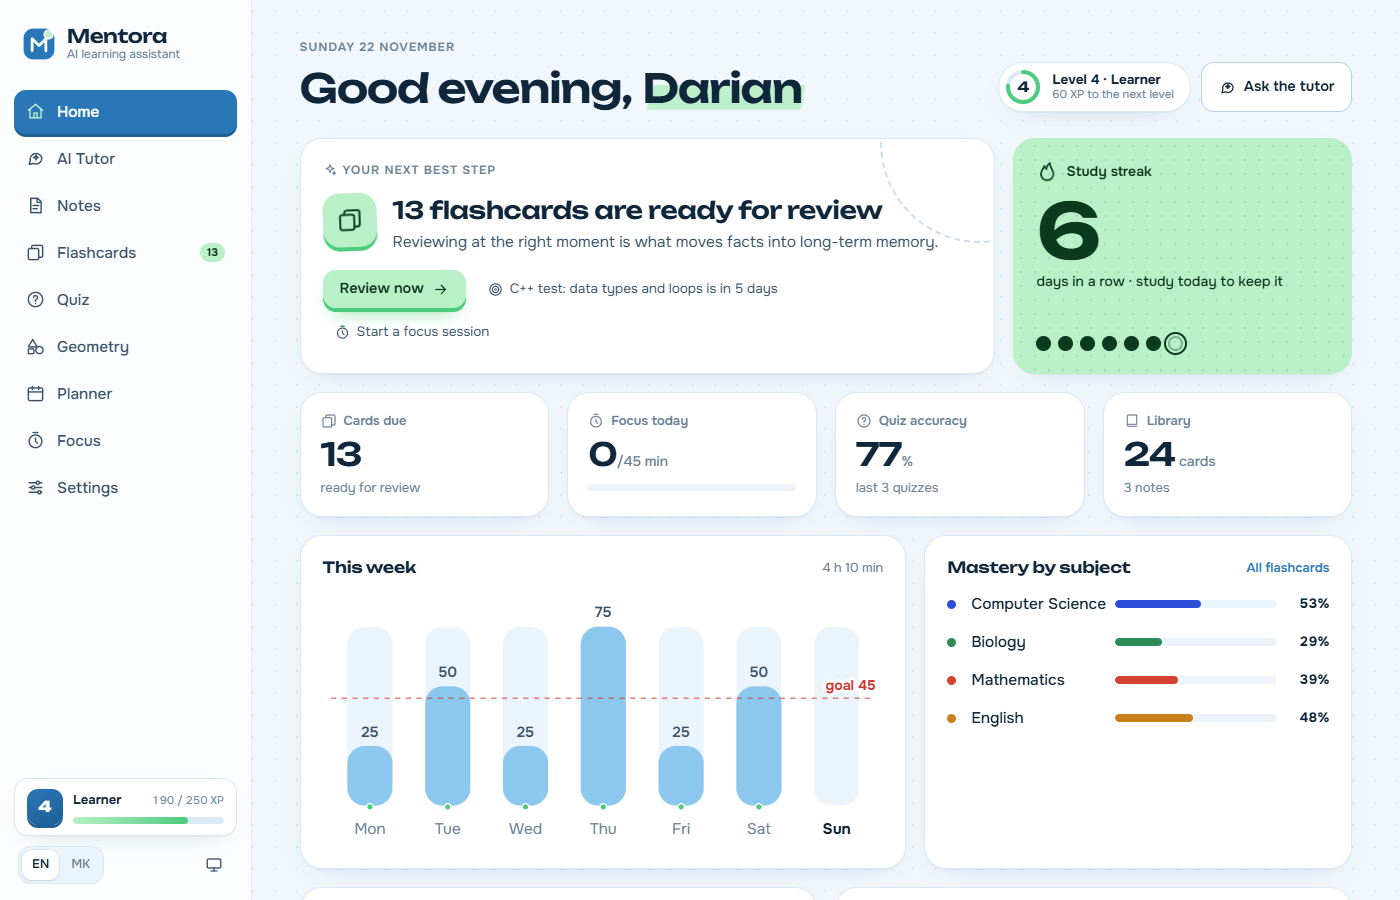 Mentora
AI learning assistant
Home
AI Tutor
Notes
Flashcards 13
Quiz
Geometry
Planner
Focus
Settings
4 Learner 190 / 250 XP
EN MK
SUNDAY 22 NOVEMBER
Good evening, Darian
4 Level 4 · Learner
60 XP to the next level
Ask the tutor
YOUR NEXT BEST STEP
13 flashcards are ready for review
Reviewing at the right moment is what moves facts into long-term memory.
Review now →
C++ test: data types and loops is in 5 days
Start a focus session
Study streak
6
days in a row · study today to keep it
Cards due
13
ready for review
Focus today
0/45 min
Quiz accuracy
77%
last 3 quizzes
Library
24 cards
3 notes
This week 4 h 10 min
75
50 50
goal 45
25 25 25
Mon Tue Wed Thu Fri Sat Sun
Mastery by subject All flashcards
Computer Science 53%
Biology 29%
Mathematics 39%
English 48%